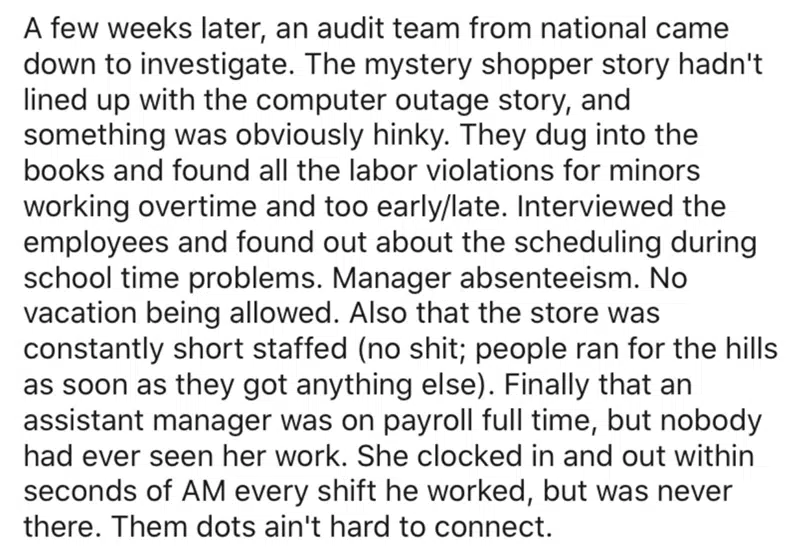 A few weeks later, an audit team from national came
down to investigate. The mystery shopper story hadn't
lined up with the computer outage story, and
something was obviously hinky. They dug into the
books and found all the labor violations for minors
working overtime and too early/late. Interviewed the
employees and found out about the scheduling during
school time problems. Manager absenteeism. No
vacation being allowed. Also that the store was
constantly short staffed (no shit; people ran for the hills
as soon as they got anything else). Finally that an
assistant manager was on payroll full time, but nobody
had ever seen her work. She clocked in and out within
seconds of AM every shift he worked, but was never
there. Them dots ain't hard to connect.